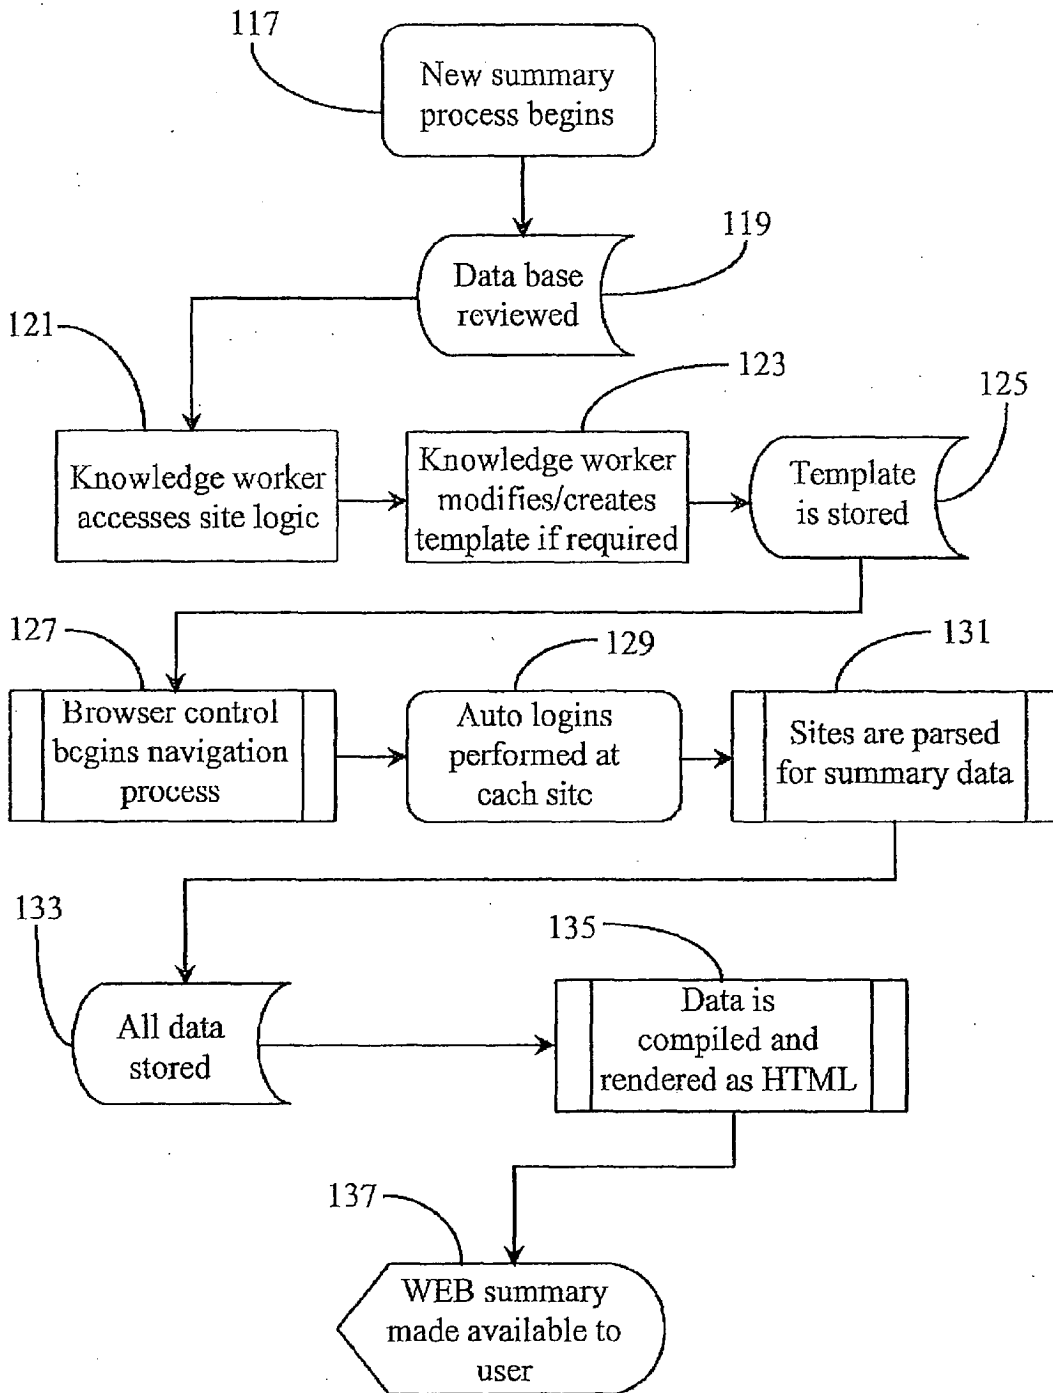 117
New summary
process begins
119
Data base
reviewed
121
123
125
Knowledge worker
accesses site logic
Knowledge worker
modifies/creates
template if required
Template
is stored
127
129
131
Browser control
begins navigation
process
Auto logins
performed at
each site
Sites are parsed
for summary data
133
135
All data
stored
Data is
compiled and
rendered as HTML
137
WEB summary
made available to
user